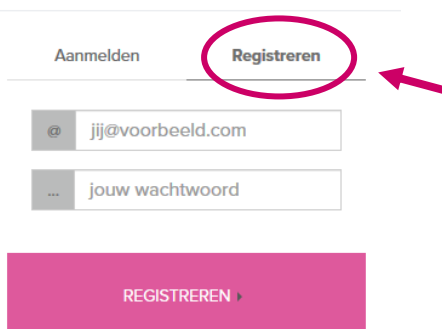 Aanmelden Registreren
@ jij@voorbeeld.com
... jouw wachtwoord
REGISTREREN